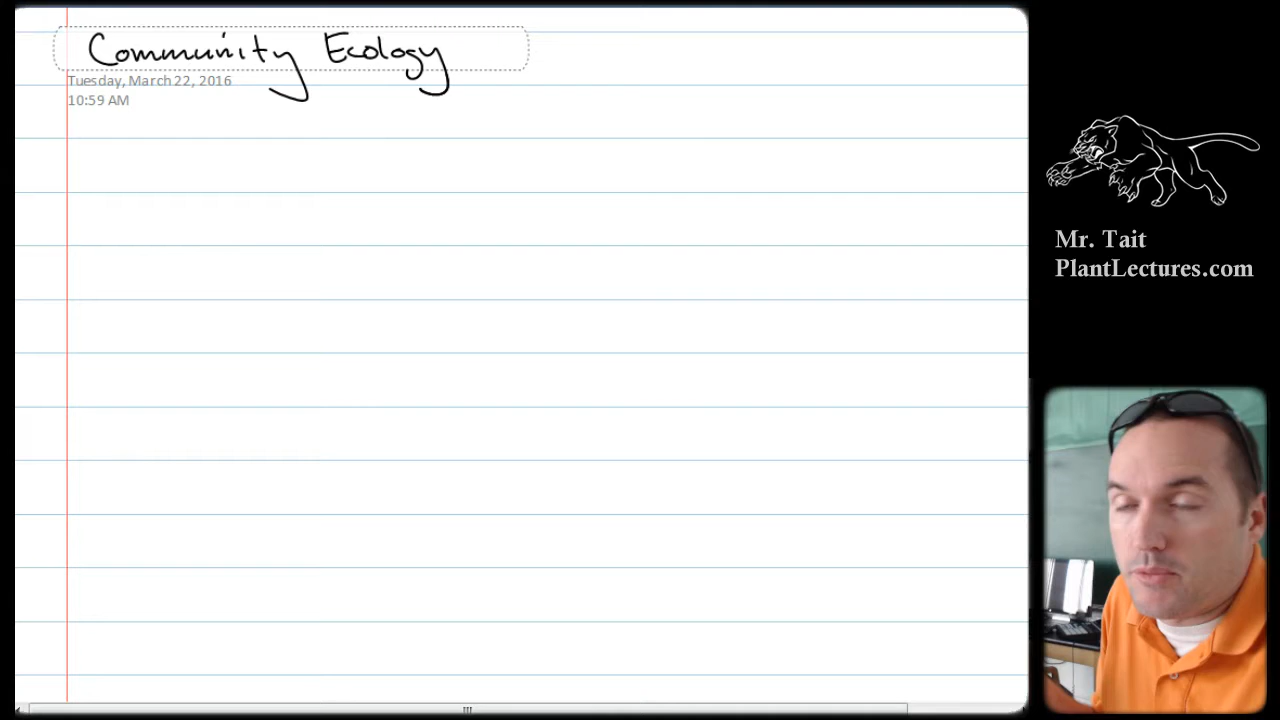 Community Ecology
Tuesday, March 22, 2016
10:59 AM
Mr. Tait
PlantLectures.com